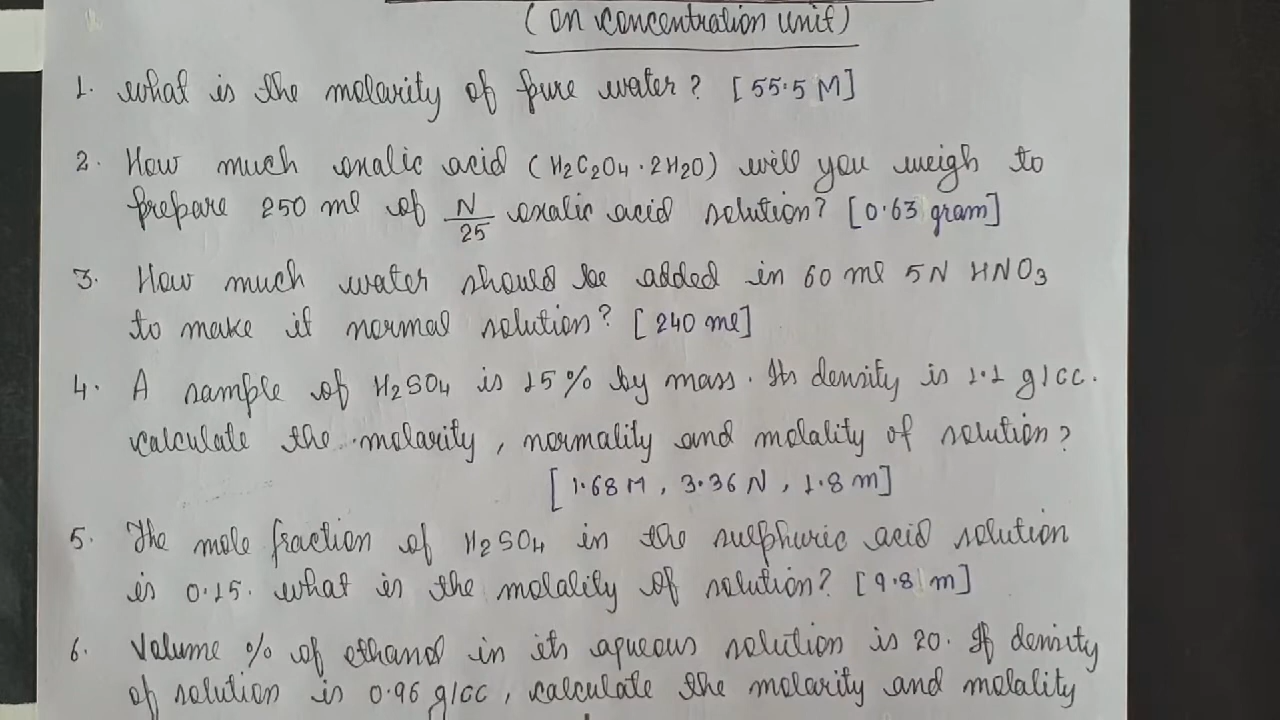 (on concentration unit)
1. what is the molarity of pure water? [55.5 M]
2. How much oxalic acid (H2C2O4.2H2O) will you weigh to
prepare 250 ml of N/25 oxalic acid solution? [0.63 gram]
3. How much water should be added in 60 ml 5N HNO3
to make it normal solution? [240 ml]
4. A sample of H2SO4 is 15% by mass. Its density is 1.1 g/cc.
calculate the molarity, normality and molality of solution?
[1.68 M, 3.36 N, 1.8 m]
5. The mole fraction of H2SO4 in the sulphuric acid solution
is 0.15. what is the molality of solution? [9.8 m]
6. Volume % of ethanol in its aqueous solution is 20. If density
of solution is 0.96 g/cc, calculate the molarity and molality